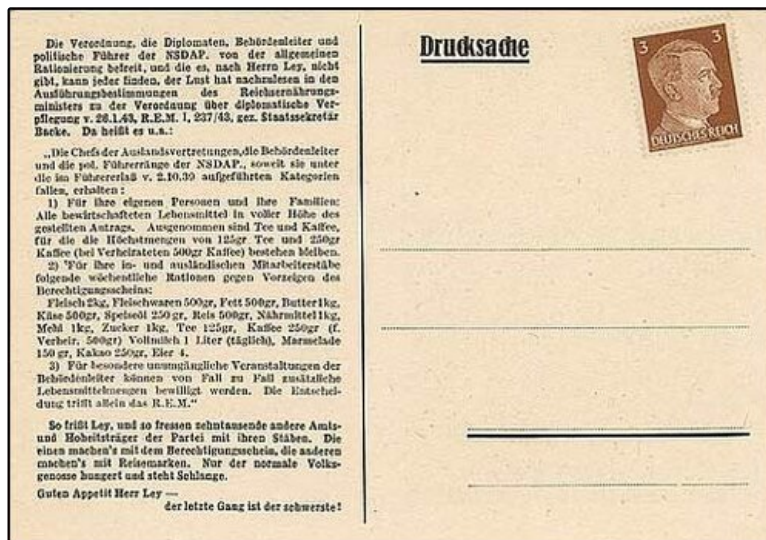 Die Verordnung, die Diplomaten, Behördenleiter und
politische Führer der NSDAP. von der allgemeinen
Rationierung befreit, und die es, nach Herrn Ley, nicht
gibt, kann jeder finden, der Lust hat nachzulesen in den
Ausführungsbestimmungen des Reichsernährungs-
ministers zu der Verordnung über diplomatische Ver-
pflegung v. 26.1.43, R.E.M. I, 237/43, gez. Staatssekretär
Backe. Da heißt es u.a.:
„Die Chefs der Auslandsvertretungen, die Behördenleiter
und die pol. Führerränge der NSDAP., soweit sie unter
die im Führererlaß v. 2.10.39 aufgeführten Kategorien
fallen, erhalten :
1) Für ihre eigenen Personen und ihre Familien:
Alle bewirtschafteten Lebensmittel in voller Höhe des
gestellten Antrags. Ausgenommen sind Tee und Kaffee,
für die die Höchstmengen von 125gr Tee und 250gr
Kaffee (bei Verheirateten 500gr Kaffee) bestehen bleiben.
2) Für ihre in- und ausländischen Mitarbeiterstäbe
folgende wöchentliche Rationen gegen Vorzeigen des
Berechtigungsscheins:
Fleisch 2kg, Fleischwaren 500gr, Fett 500gr, Butter 1kg,
Käse 500gr, Speiseöl 250 gr, Reis 500gr, Nährmittel 1kg,
Mehl 1kg, Zucker 1kg, Tee 125gr, Kaffee 250gr (f.
Verheir. 500gr) Vollmilch 1 Liter (täglich), Marmelade
150 gr, Kakao 250gr, Eier 4.
3) Für besondere unumgängliche Veranstaltungen der
Behördenleiter können von Fall zu Fall zusätzliche
Lebensmittelmengen bewilligt werden. Die Entschei-
dung trifft allein das R.E.M."
So frißt Ley, und so fressen zehntausende andere Amts-
und Hoheitsträger der Partei mit ihren Stäben. Die
einen machen's mit dem Berechtigungsschein, die anderen
machen's mit Reisemarken. Nur der normale Volks-
genosse hungert und steht Schlange.
Guten Appetit Herr Ley —
der letzte Gang ist der schwerste!
Drucksache
3 3
DEUTSCHES REICH